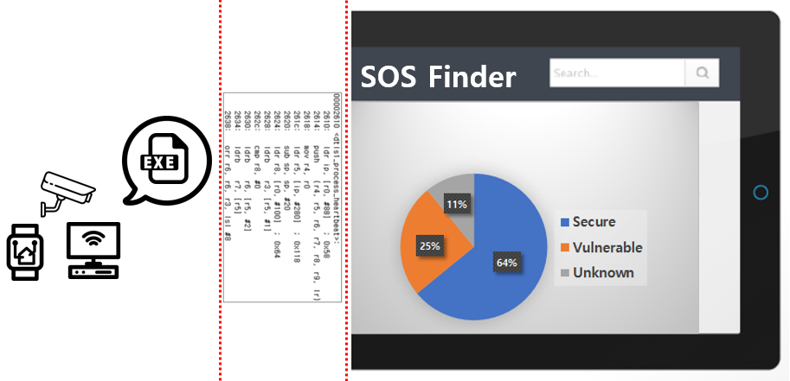 EXE
00002610 <dtls1_process_heartbeat>:
2610: ldr ip, [r0, #88] ; 0x58
2614: push {r4, r5, r6, r7, r8, r9, lr}
2618: mov r4, r0
261c: ldr r5, [ip, #280] ; 0x118
2620: sub sp, sp, #20
2624: ldr r8, [r0, #100] ; 0x64
2628: ldrb r3, [r5, #1]
262c: cmp r8, #0
2630: ldrb r6, [r5, #2]
2634: ldrb r7, [r5]
2638: orr r6, r6, r3, lsl #8
SOS Finder
Search...
11%
25%
64%
Secure
Vulnerable
Unknown